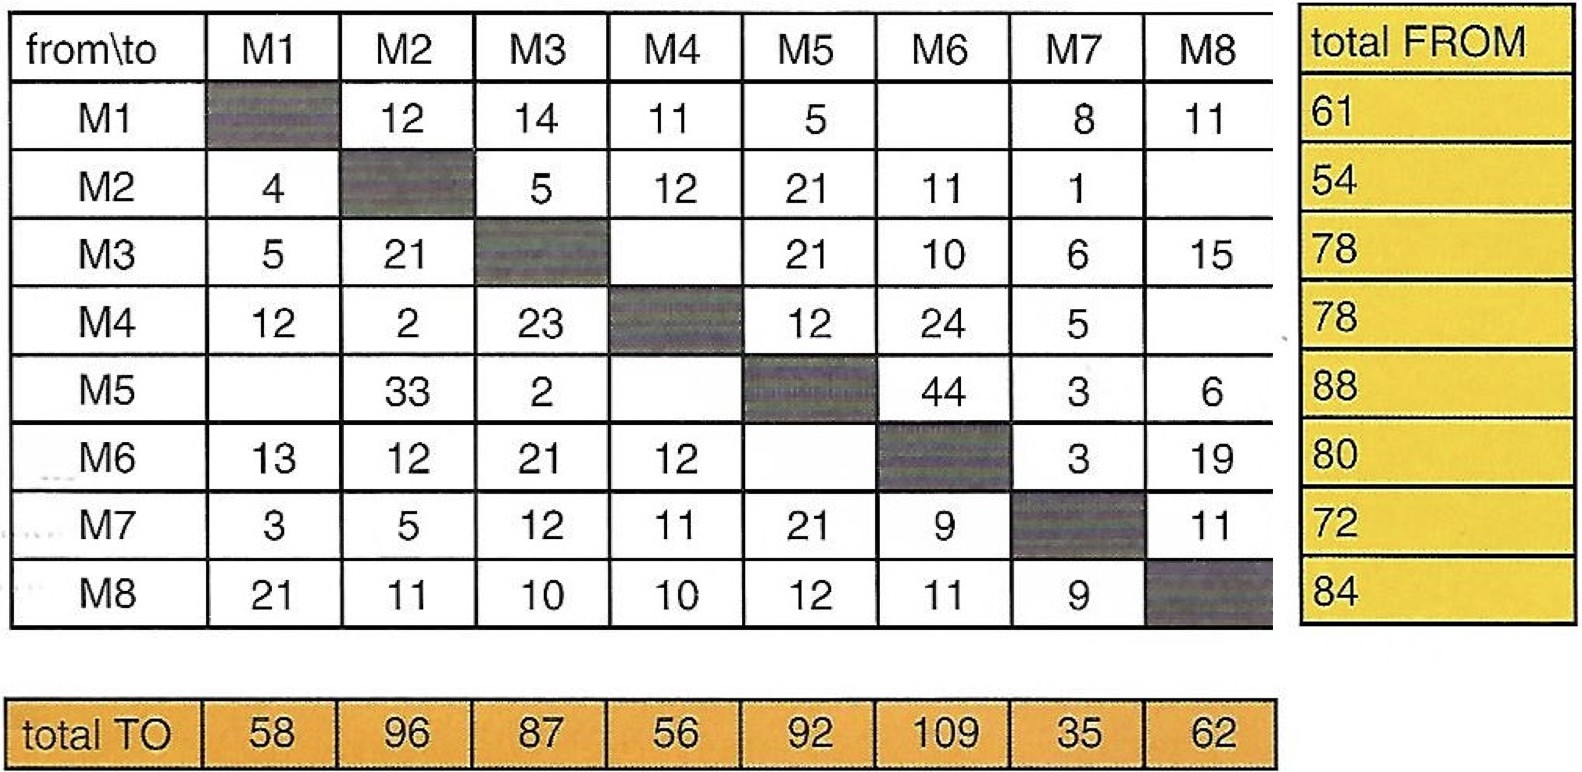 from\to M1 M2 M3 M4 M5 M6 M7 M8 total FROM
M1 12 14 11 5 8 11 61
M2 4 5 12 21 11 1 54
M3 5 21 21 10 6 15 78
M4 12 2 23 12 24 5 78
M5 33 2 44 3 6 88
M6 13 12 21 12 3 19 80
M7 3 5 12 11 21 9 11 72
M8 21 11 10 10 12 11 9 84
total TO 58 96 87 56 92 109 35 62